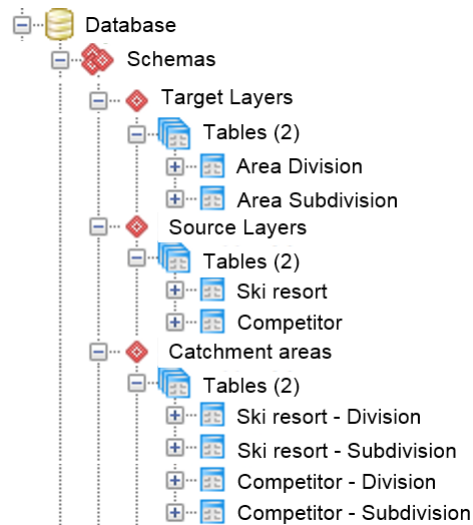 Database
Schemas
Target Layers
Tables (2)
Area Division
Area Subdivision
Source Layers
Tables (2)
Ski resort
Competitor
Catchment areas
Tables (2)
Ski resort - Division
Ski resort - Subdivision
Competitor - Division
Competitor - Subdivision